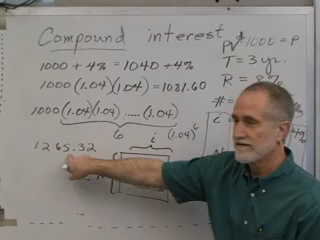 Compound interest
1000 + 4% = 1040 + 4%
1000 (1.04)(1.04) = 1081.60
1000 (1.04)(1.04) ..... (1.04)
6
i (1.04)⁶
1265.32
PV $1000 = P
T = 3 yr.
R = 8%